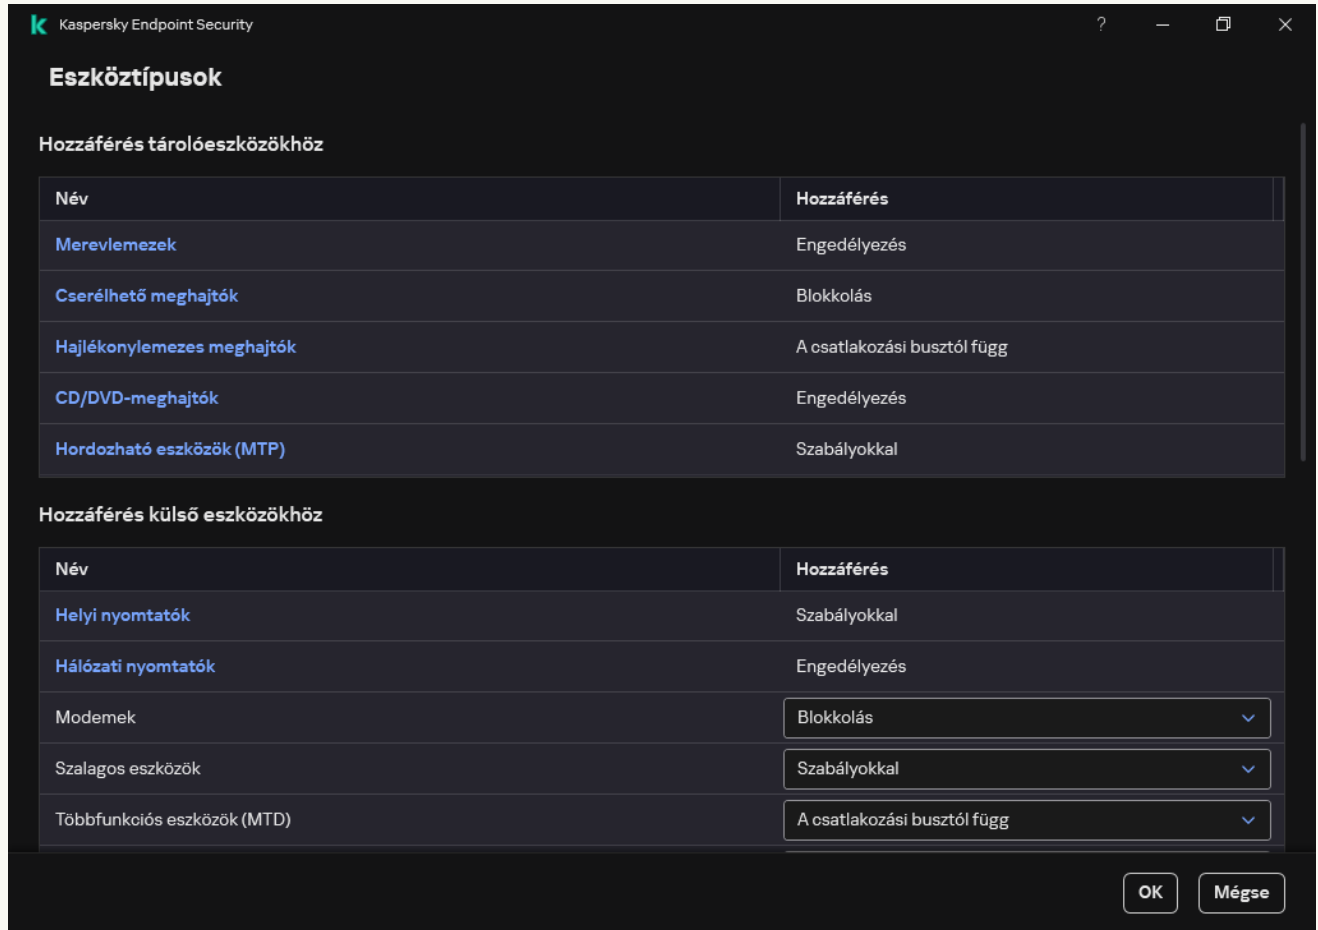 Kaspersky Endpoint Security
Eszköztípusok
Hozzáférés tárolóeszközökhöz
Név Hozzáférés
Merevlemezek Engedélyezés
Cserélhető meghajtók Blokkolás
Hajlékonylemezes meghajtók A csatlakozási busztól függ
CD/DVD-meghajtók Engedélyezés
Hordozható eszközök (MTP) Szabályokkal
Hozzáférés külső eszközökhöz
Név Hozzáférés
Helyi nyomtatók Szabályokkal
Hálózati nyomtatók Engedélyezés
Modemek Blokkolás
Szalagos eszközök Szabályokkal
Többfunkciós eszközök (MTD) A csatlakozási busztól függ
OK Mégse